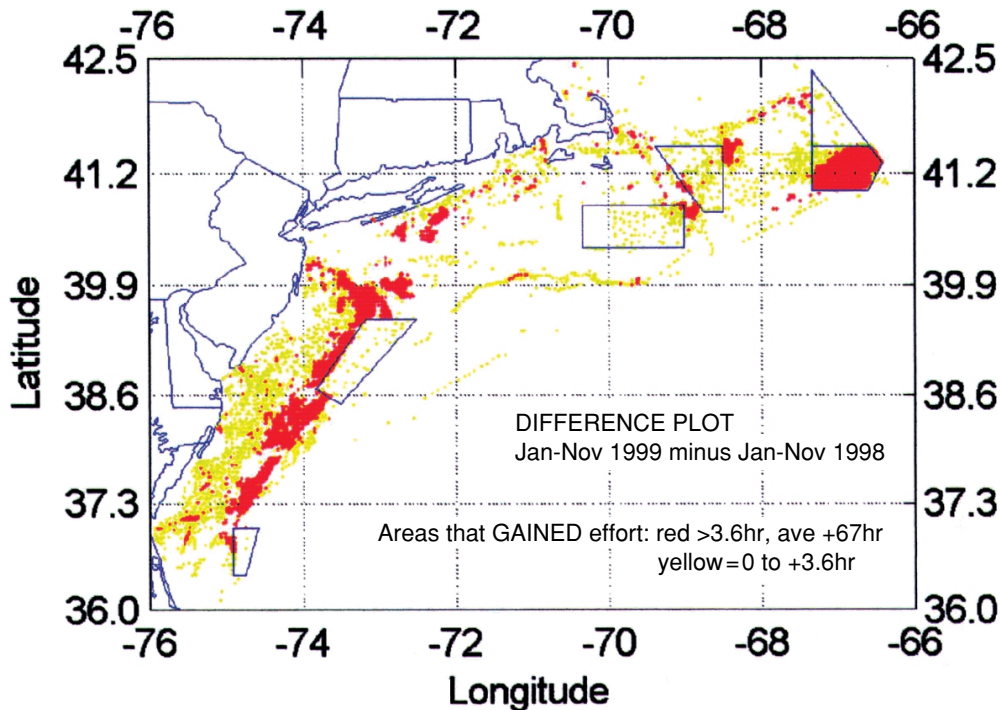 -76 -74 -72 -70 -68 -66
42.5 42.5
41.2 41.2
39.9 39.9
38.6 38.6
37.3 37.3
36.0 36.0
Latitude
DIFFERENCE PLOT
Jan-Nov 1999 minus Jan-Nov 1998
Areas that GAINED effort: red >3.6hr, ave +67hr
yellow=0 to +3.6hr
-76 -74 -72 -70 -68 -66
Longitude